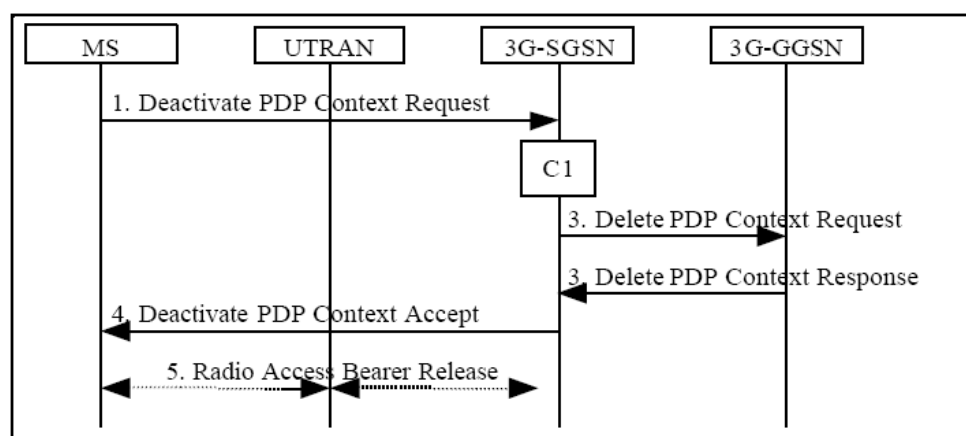 MS UTRAN 3G-SGSN 3G-GGSN
1. Deactivate PDP Context Request
C1
3. Delete PDP Context Request
3. Delete PDP Context Response
4. Deactivate PDP Context Accept
5. Radio Access Bearer Release